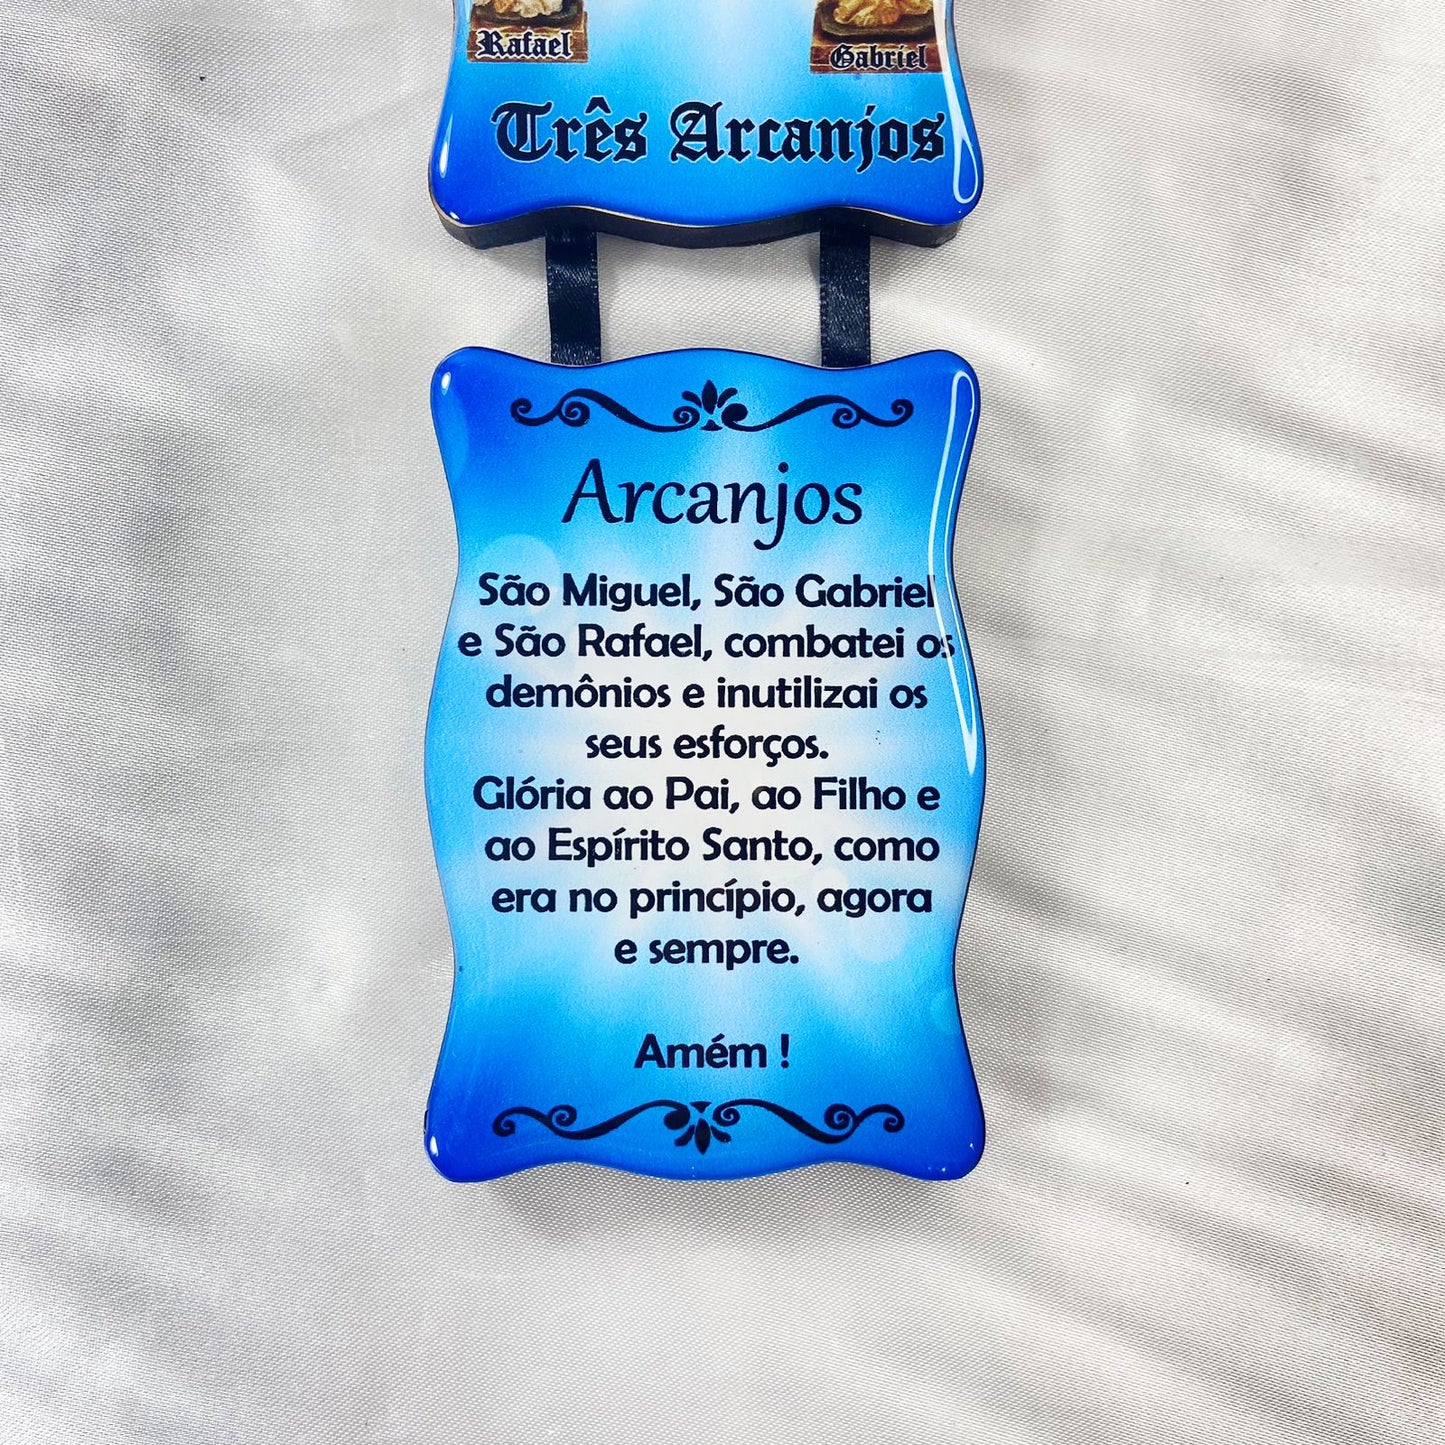 Rafael Gabriel
Três Arcanjos
Arcanjos
São Miguel, São Gabriel
e São Rafael, combatei os
demônios e inutilizai os
seus esforços.
Glória ao Pai, ao Filho e
ao Espírito Santo, como
era no princípio, agora
e sempre.
Amém !